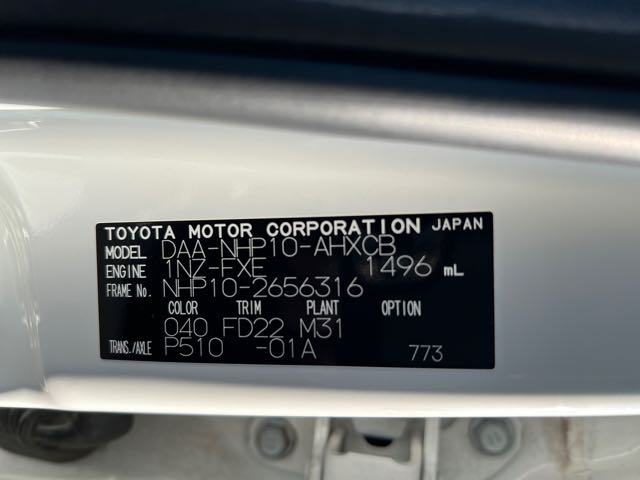 TOYOTA MOTOR CORPORATION JAPAN
MODEL DAA-NHP10-AHXCB
ENGINE 1NZ-FXE 1496 mL
FRAME No. NHP10-2656316
COLOR TRIM PLANT OPTION
040 FD22 M31
TRANS./AXLE P510 -01A 773